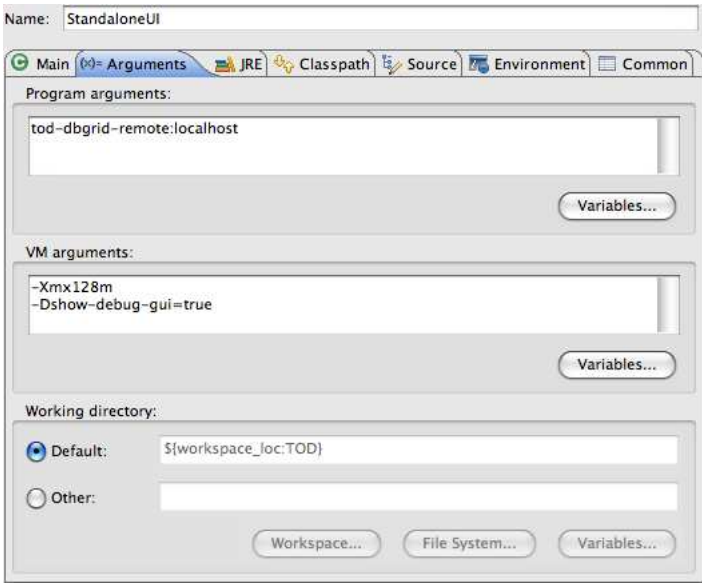 Name: StandaloneUI
Main (x)= Arguments JRE Classpath Source Environment Common
Program arguments:
tod-dbgrid-remote:localhost
Variables...
VM arguments:
-Xmx128m
-Dshow-debug-gui=true
Variables...
Working directory:
Default: ${workspace_loc:TOD}
Other:
Workspace... File System... Variables...